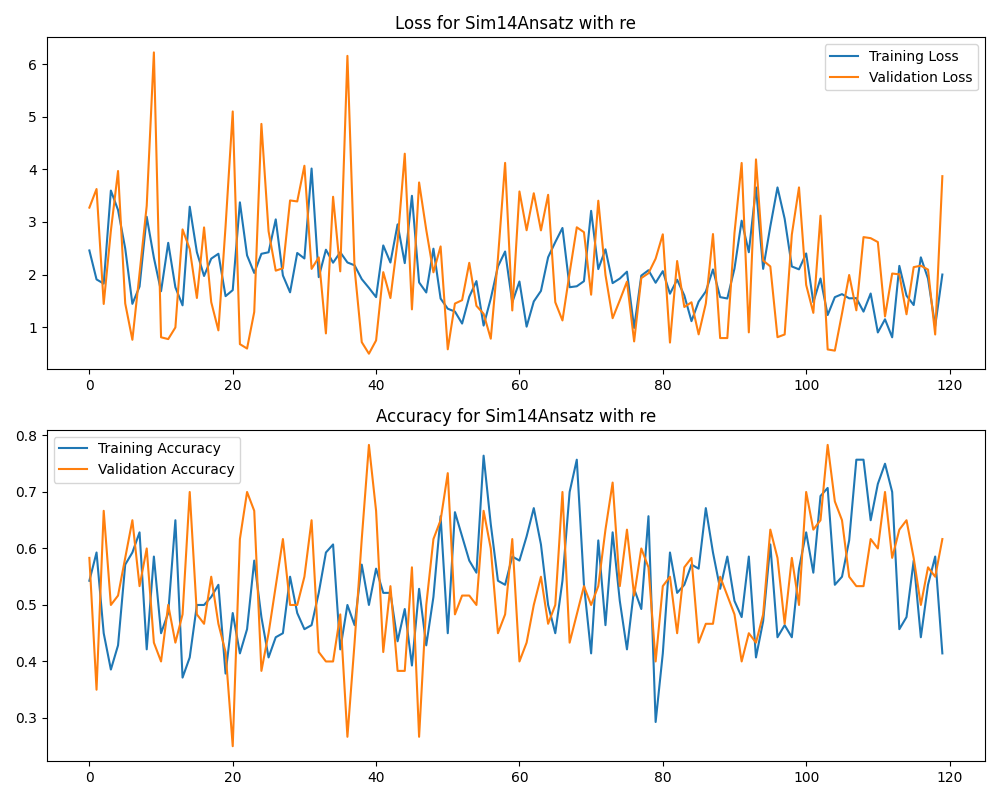 Loss for Sim14Ansatz with re
Training Loss
Validation Loss
6
5
4
3
2
1
0 20 40 60 80 100 120
Accuracy for Sim14Ansatz with re
Training Accuracy
Validation Accuracy
0.8
0.7
0.6
0.5
0.4
0.3
0 20 40 60 80 100 120